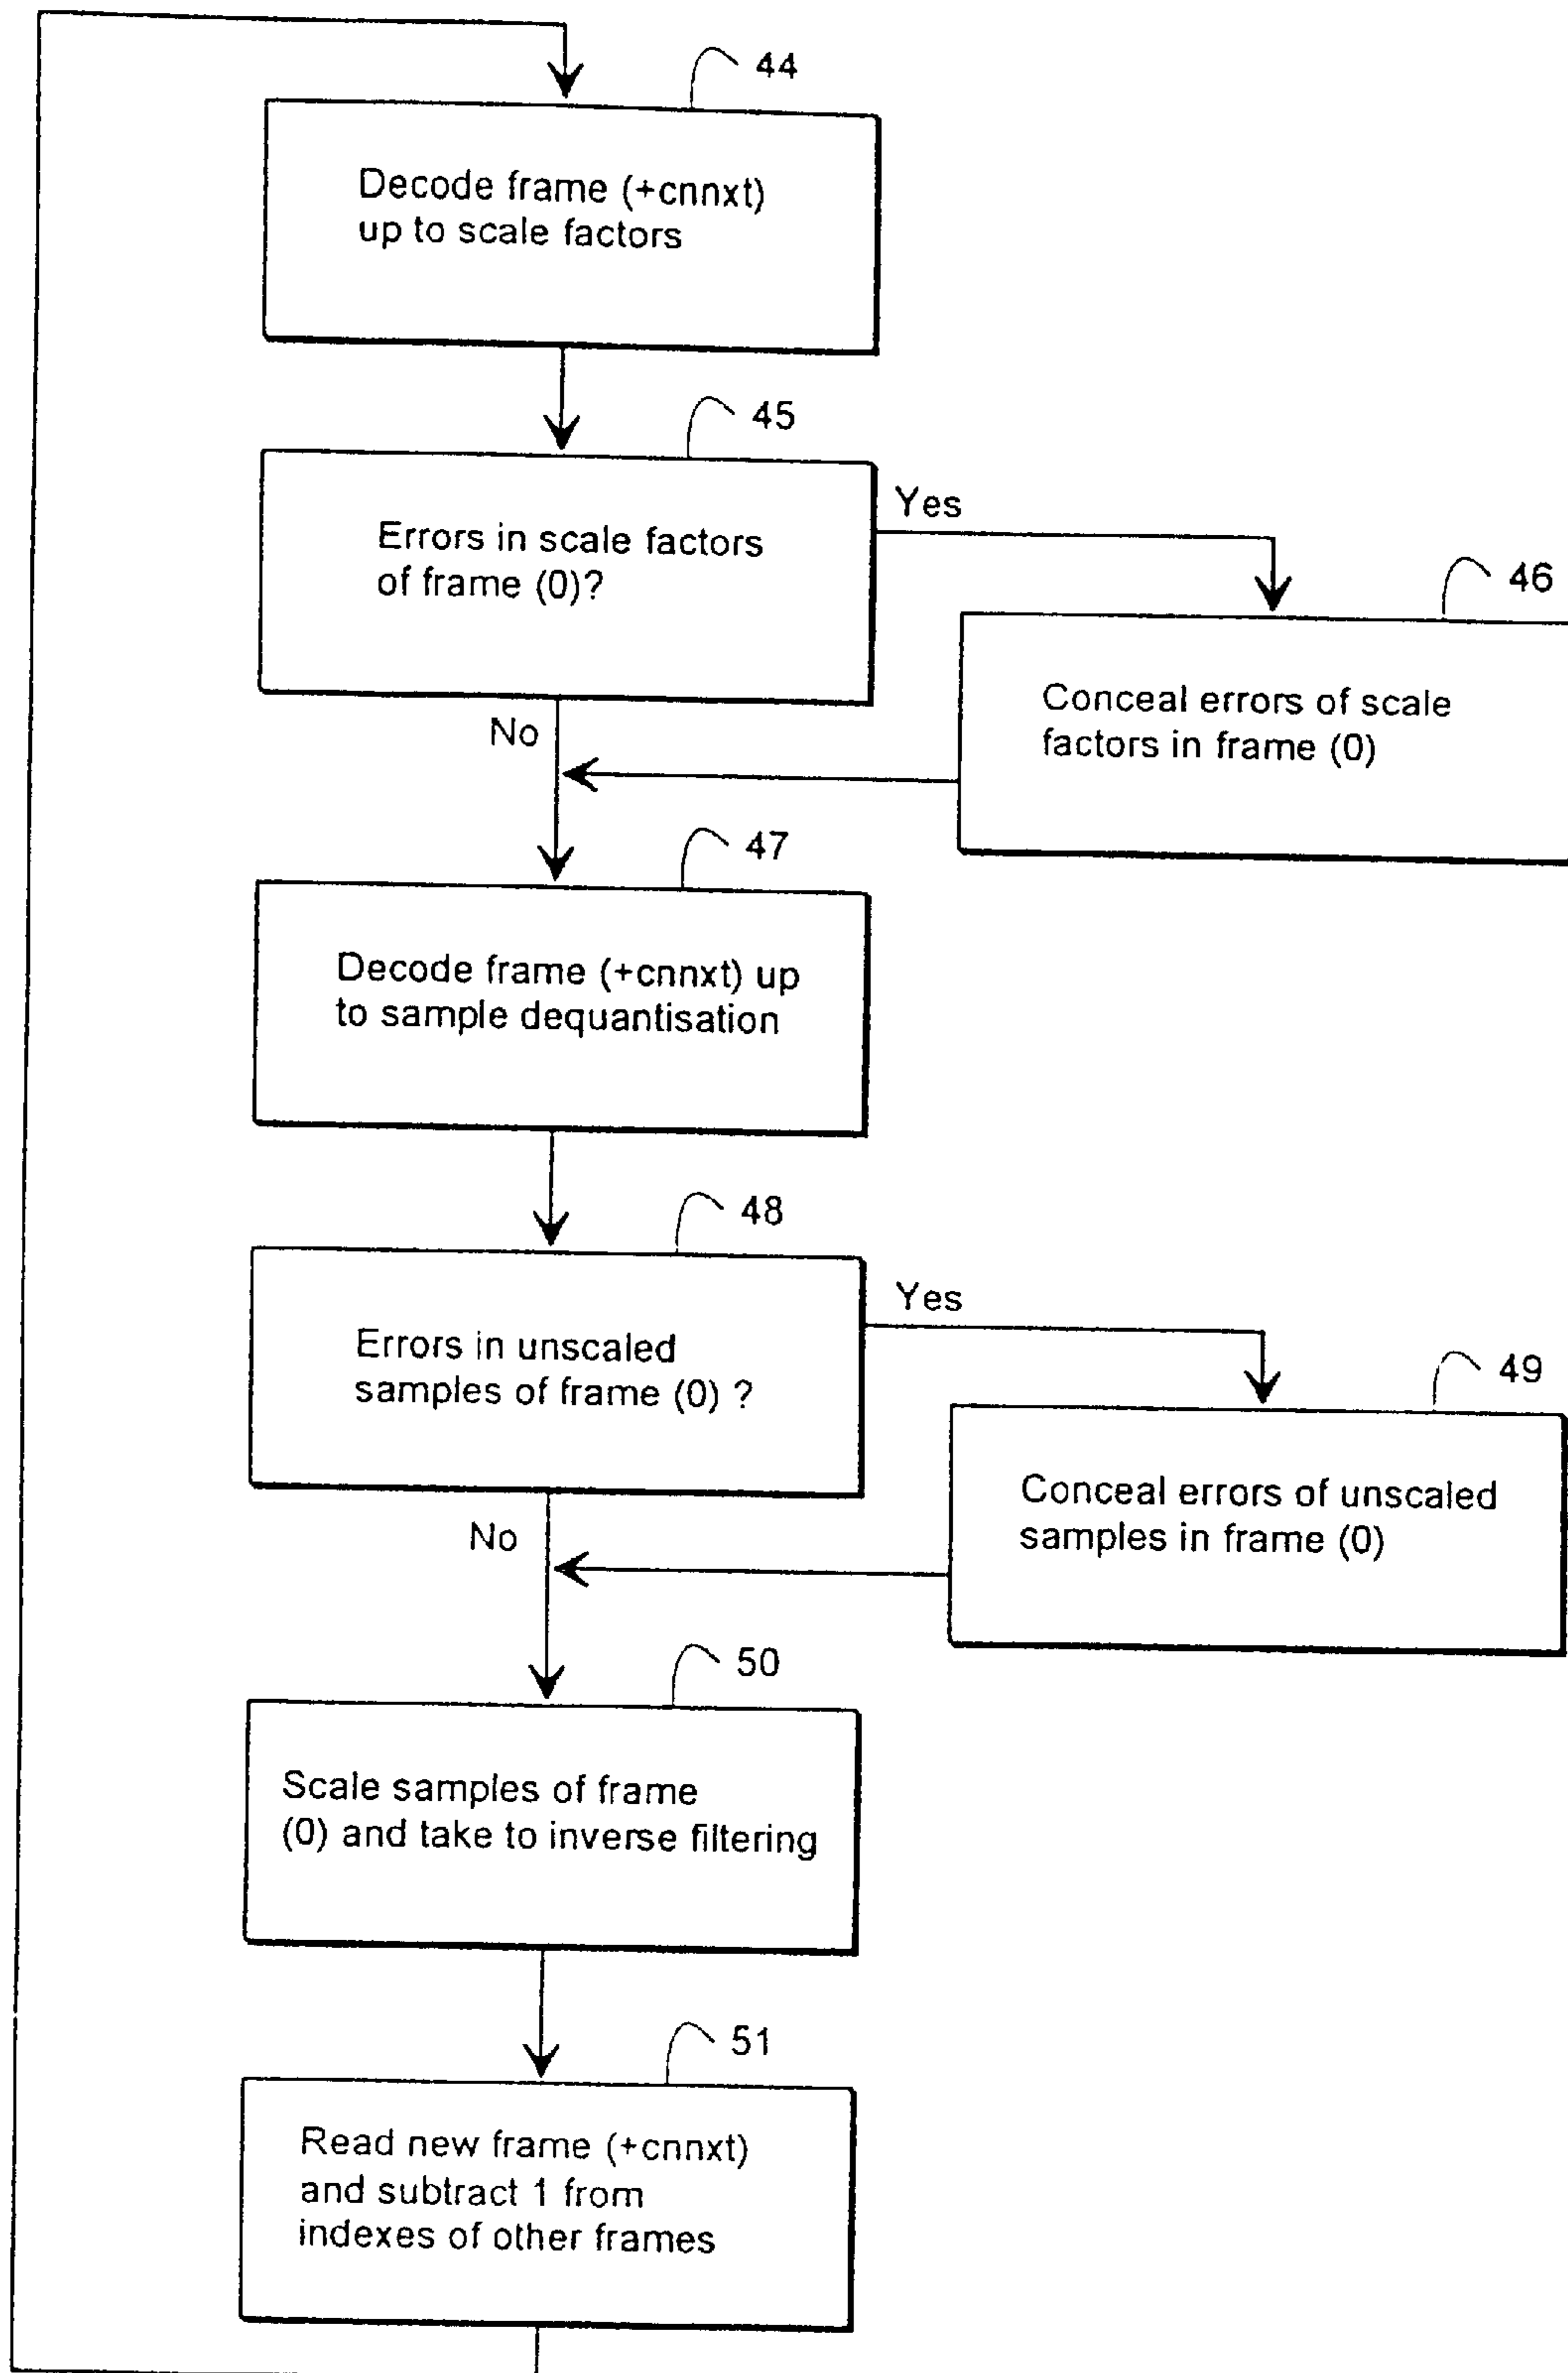 44
Decode frame (+cnnxt)
up to scale factors
45
Errors in scale factors
of frame (0)?
Yes
46
Conceal errors of scale
factors in frame (0)
No
47
Decode frame (+cnnxt) up
to sample dequantisation
48
Errors in unscaled
samples of frame (0) ?
Yes
49
Conceal errors of unscaled
samples in frame (0)
No
50
Scale samples of frame
(0) and take to inverse filtering
51
Read new frame (+cnnxt)
and subtract 1 from
indexes of other frames